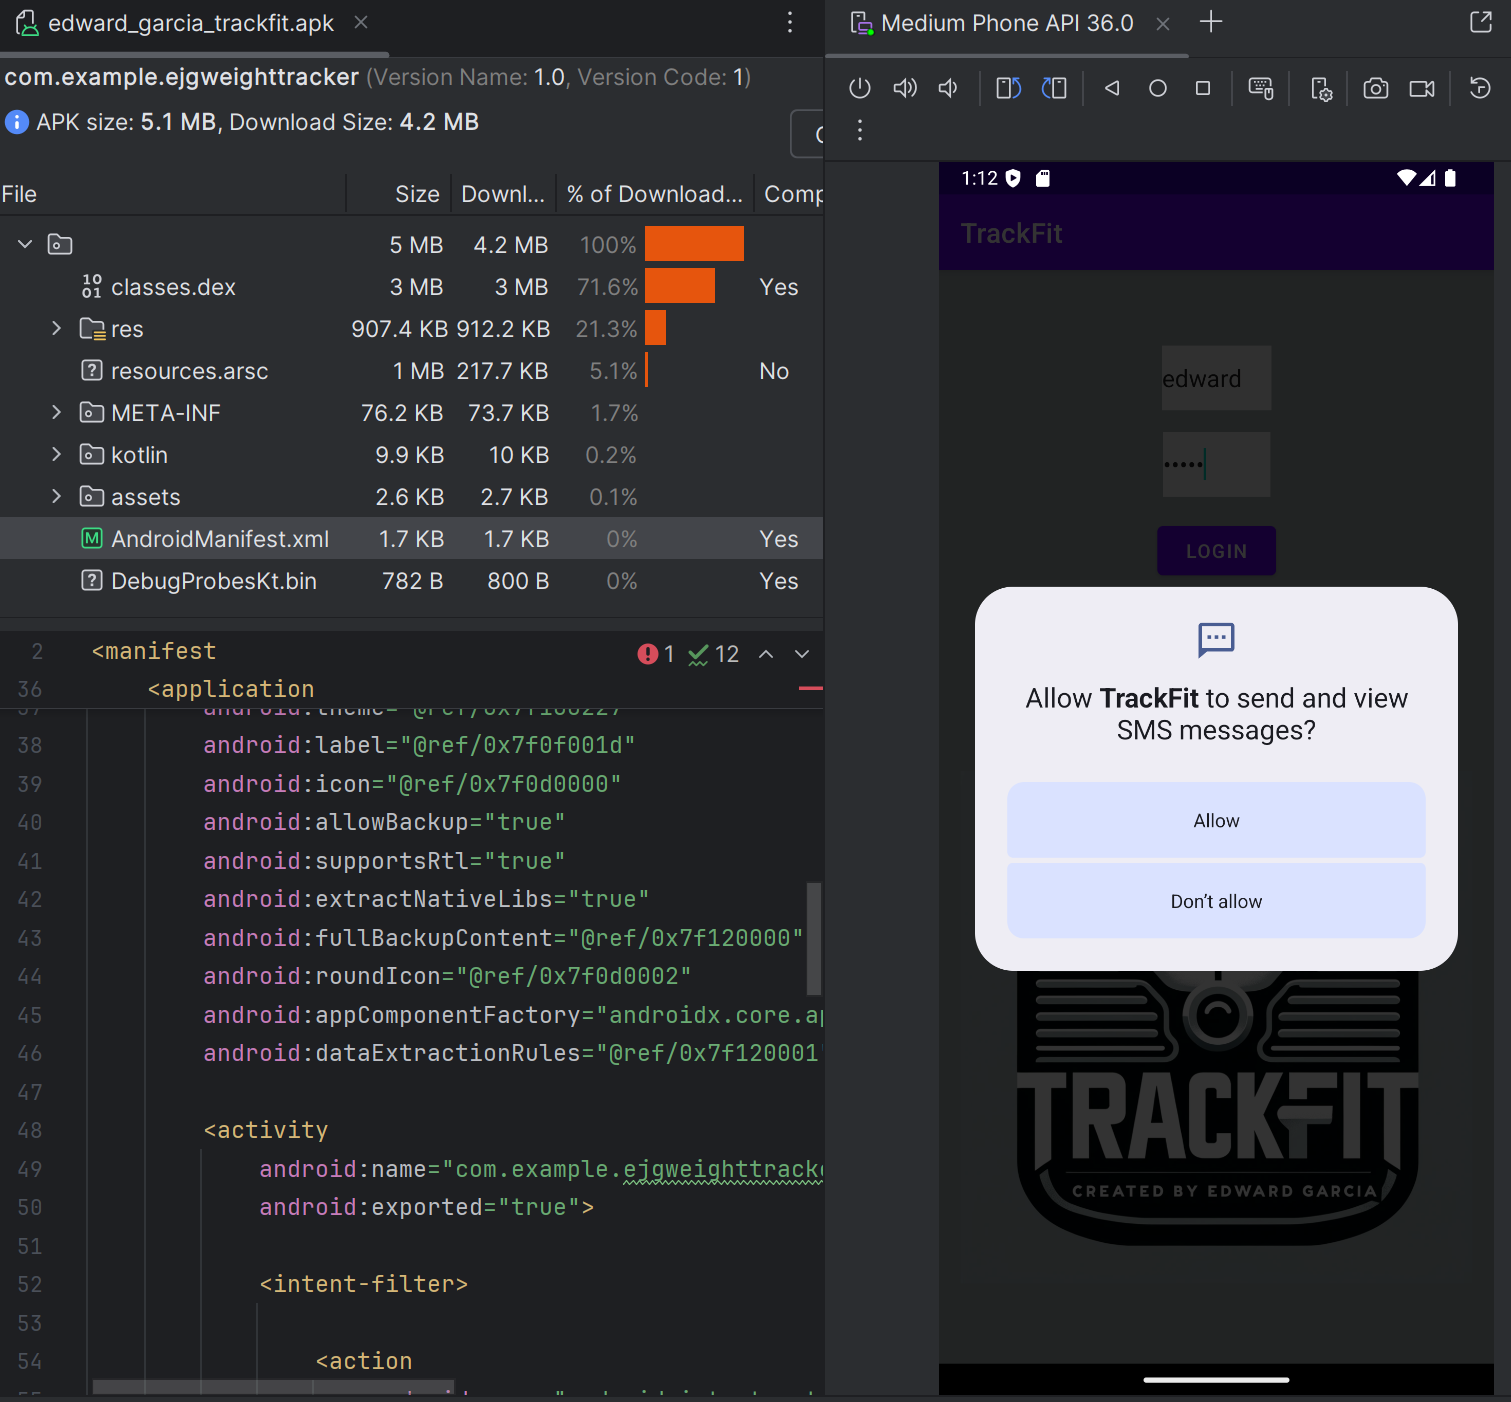 edward_garcia_trackfit.apk
com.example.ejgweighttracker (Version Name: 1.0, Version Code: 1)
APK size: 5.1 MB, Download Size: 4.2 MB
File Size Downl... % of Download... Comp
5 MB 4.2 MB 100%
classes.dex 3 MB 3 MB 71.6% Yes
res 907.4 KB 912.2 KB 21.3%
resources.arsc 1 MB 217.7 KB 5.1% No
META-INF 76.2 KB 73.7 KB 1.7%
kotlin 9.9 KB 10 KB 0.2%
assets 2.6 KB 2.7 KB 0.1%
AndroidManifest.xml 1.7 KB 1.7 KB 0% Yes
DebugProbesKt.bin 782 B 800 B 0% Yes
1 12
2 <manifest
36 <application
38 android:label="@ref/0x7f0f001d"
39 android:icon="@ref/0x7f0d0000"
40 android:allowBackup="true"
41 android:supportsRtl="true"
42 android:extractNativeLibs="true"
43 android:fullBackupContent="@ref/0x7f120000"
44 android:roundIcon="@ref/0x7f0d0002"
45 android:appComponentFactory="androidx.core.ap
46 android:dataExtractionRules="@ref/0x7f120001"
47
48 <activity
49 android:name="com.example.ejgweighttracke
50 android:exported="true">
51
52 <intent-filter>
53
54 <action
Medium Phone API 36.0
1:12
TrackFit
edward
•••••
LOGIN
Allow TrackFit to send and view
SMS messages?
Allow
Don't allow
TRACKFIT
CREATED BY EDWARD GARCIA